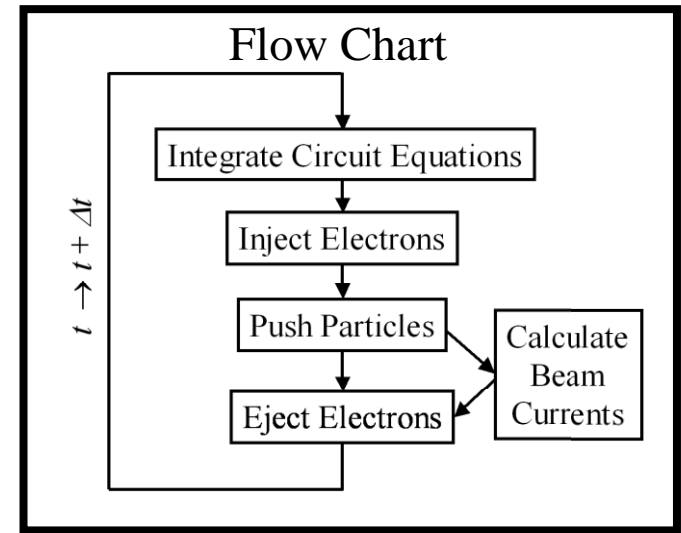 Flow Chart
Integrate Circuit Equations
Inject Electrons
Push Particles
Calculate
Beam
Currents
Eject Electrons
t → t + Δt